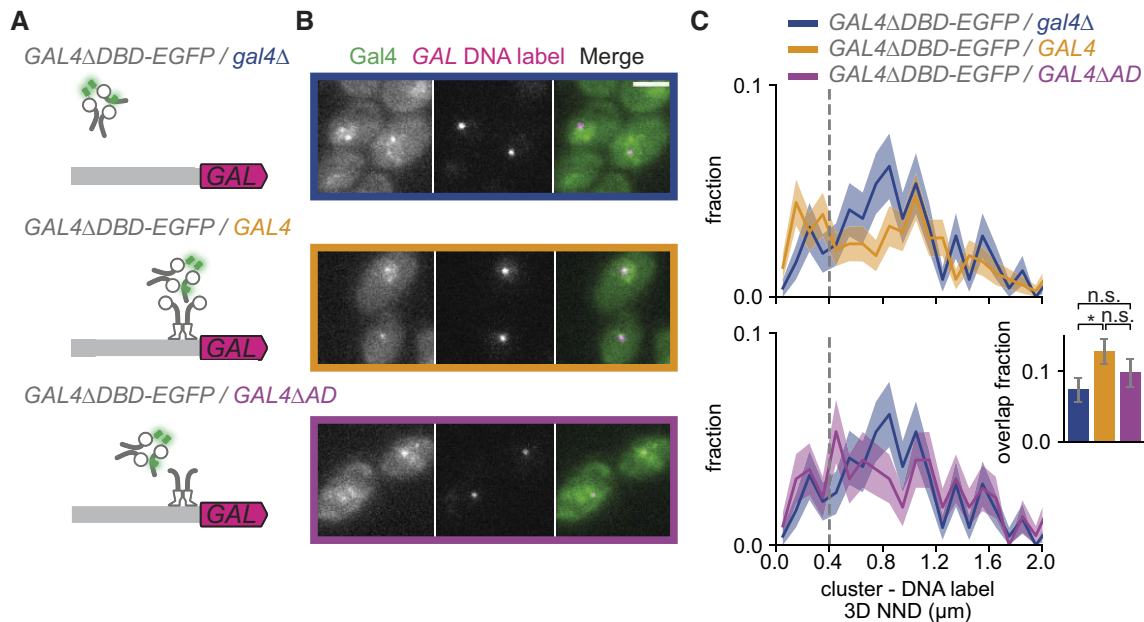 A
GAL4ΔDBD-EGFP / gal4Δ
GAL
GAL4ΔDBD-EGFP / GAL4
GAL
GAL4ΔDBD-EGFP / GAL4ΔAD
GAL
B
Gal4 GAL DNA label Merge
C
GAL4ΔDBD-EGFP / gal4Δ
GAL4ΔDBD-EGFP / GAL4
GAL4ΔDBD-EGFP / GAL4ΔAD
0.1
fraction
0.0
0.1
fraction
0.0
0.0 0.4 0.8 1.2 1.6 2.0
cluster - DNA label
3D NND (μm)
n.s.
* n.s.
overlap fraction
0.1
0.0